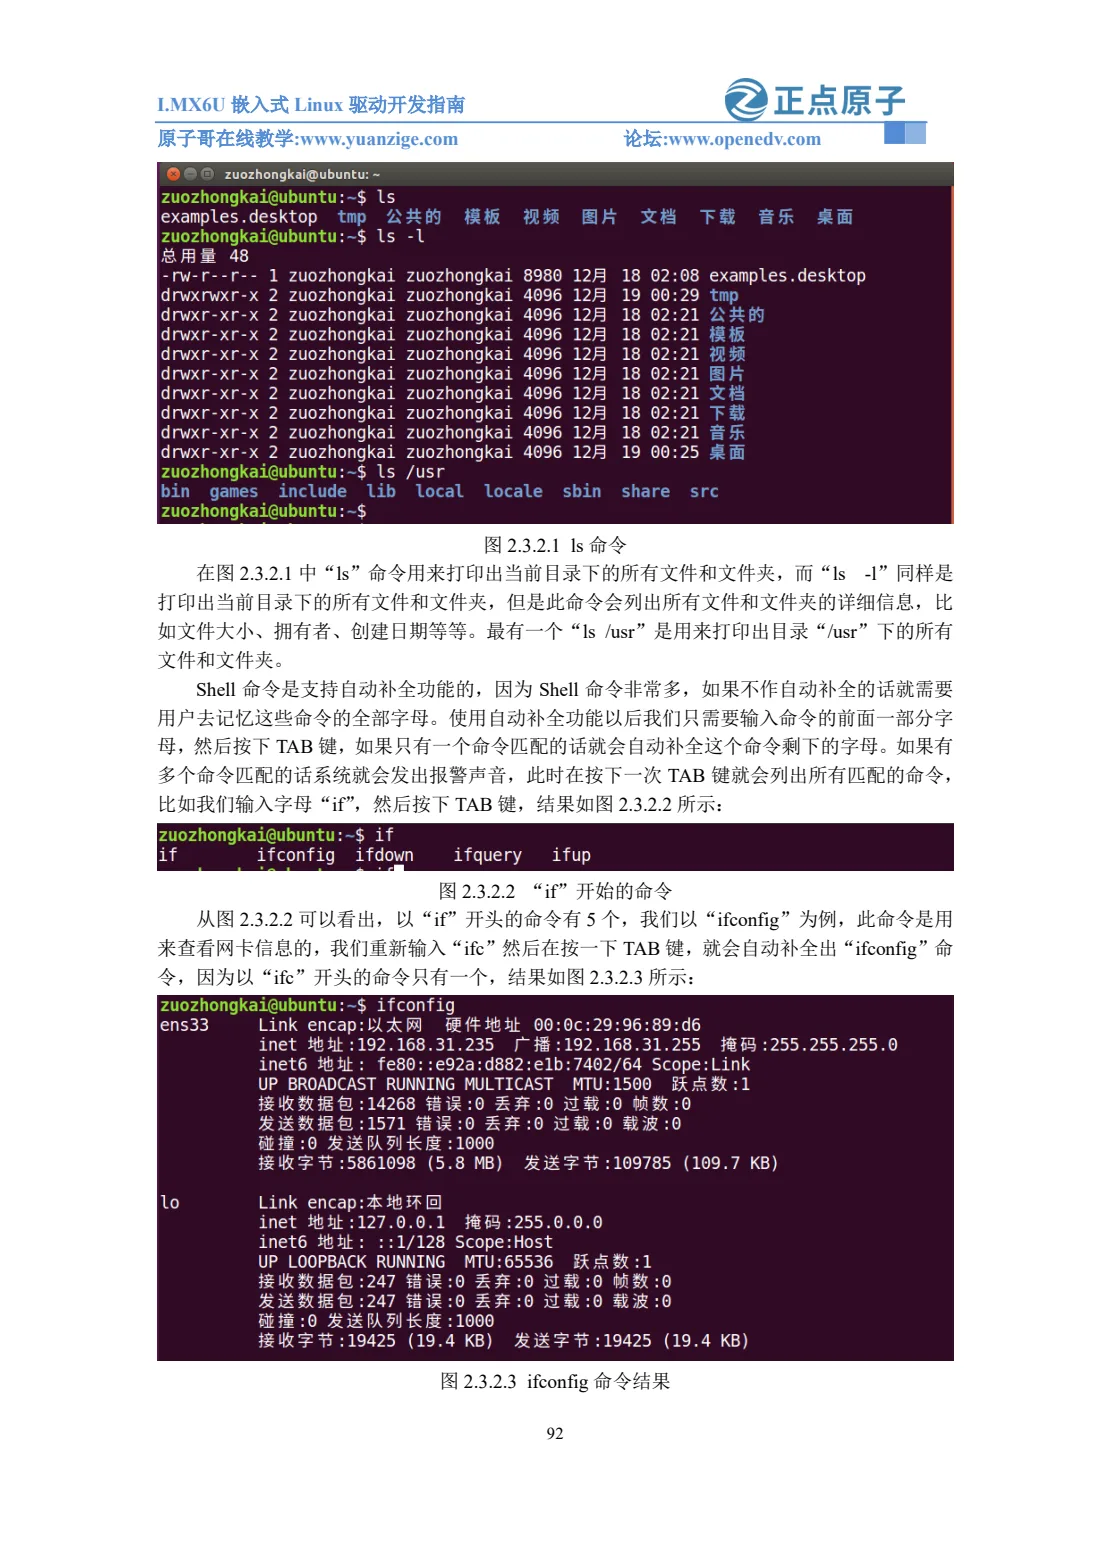 I.MX6U 嵌入式 Linux 驱动开发指南
正点原子
原子哥在线教学:www.yuanzige.com 论坛:www.openedv.com
zuozhongkai@ubuntu: ~
zuozhongkai@ubuntu:~$ ls
examples.desktop tmp 公共的 模板 视频 图片 文档 下载 音乐 桌面
zuozhongkai@ubuntu:~$ ls -l
总用量 48
-rw-r--r-- 1 zuozhongkai zuozhongkai 8980 12月 18 02:08 examples.desktop
drwxrwxr-x 2 zuozhongkai zuozhongkai 4096 12月 19 00:29 tmp
drwxr-xr-x 2 zuozhongkai zuozhongkai 4096 12月 18 02:21 公共的
drwxr-xr-x 2 zuozhongkai zuozhongkai 4096 12月 18 02:21 模板
drwxr-xr-x 2 zuozhongkai zuozhongkai 4096 12月 18 02:21 视频
drwxr-xr-x 2 zuozhongkai zuozhongkai 4096 12月 18 02:21 图片
drwxr-xr-x 2 zuozhongkai zuozhongkai 4096 12月 18 02:21 文档
drwxr-xr-x 2 zuozhongkai zuozhongkai 4096 12月 18 02:21 下载
drwxr-xr-x 2 zuozhongkai zuozhongkai 4096 12月 18 02:21 音乐
drwxr-xr-x 2 zuozhongkai zuozhongkai 4096 12月 19 00:25 桌面
zuozhongkai@ubuntu:~$ ls /usr
bin games include lib local locale sbin share src
zuozhongkai@ubuntu:~$
图 2.3.2.1 ls 命令
在图 2.3.2.1 中“ls”命令用来打印出当前目录下的所有文件和文件夹，而“ls -l”同样是
打印出当前目录下的所有文件和文件夹，但是此命令会列出所有文件和文件夹的详细信息，比
如文件大小、拥有者、创建日期等等。最有一个“ls /usr”是用来打印出目录“/usr”下的所有
文件和文件夹。
Shell 命令是支持自动补全功能的，因为 Shell 命令非常多，如果不作自动补全的话就需要
用户去记忆这些命令的全部字母。使用自动补全功能以后我们只需要输入命令的前面一部分字
母，然后按下 TAB 键，如果只有一个命令匹配的话就会自动补全这个命令剩下的字母。如果有
多个命令匹配的话系统就会发出报警声音，此时在按下一次 TAB 键就会列出所有匹配的命令，
比如我们输入字母“if”，然后按下 TAB 键，结果如图 2.3.2.2 所示：
zuozhongkai@ubuntu:~$ if
if ifconfig ifdown ifquery ifup
图 2.3.2.2 “if”开始的命令
从图 2.3.2.2 可以看出，以“if”开头的命令有 5 个，我们以“ifconfig”为例，此命令是用
来查看网卡信息的，我们重新输入“ifc”然后在按一下 TAB 键，就会自动补全出“ifconfig”命
令，因为以“ifc”开头的命令只有一个，结果如图 2.3.2.3 所示：
zuozhongkai@ubuntu:~$ ifconfig
ens33 Link encap:以太网 硬件地址 00:0c:29:96:89:d6
inet 地址:192.168.31.235 广播:192.168.31.255 掩码:255.255.255.0
inet6 地址: fe80::e92a:d882:e1b:7402/64 Scope:Link
UP BROADCAST RUNNING MULTICAST MTU:1500 跃点数:1
接收数据包:14268 错误:0 丢弃:0 过载:0 帧数:0
发送数据包:1571 错误:0 丢弃:0 过载:0 载波:0
碰撞:0 发送队列长度:1000
接收字节:5861098 (5.8 MB) 发送字节:109785 (109.7 KB)
lo Link encap:本地环回
inet 地址:127.0.0.1 掩码:255.0.0.0
inet6 地址: ::1/128 Scope:Host
UP LOOPBACK RUNNING MTU:65536 跃点数:1
接收数据包:247 错误:0 丢弃:0 过载:0 帧数:0
发送数据包:247 错误:0 丢弃:0 过载:0 载波:0
碰撞:0 发送队列长度:1000
接收字节:19425 (19.4 KB) 发送字节:19425 (19.4 KB)
图 2.3.2.3 ifconfig 命令结果
92